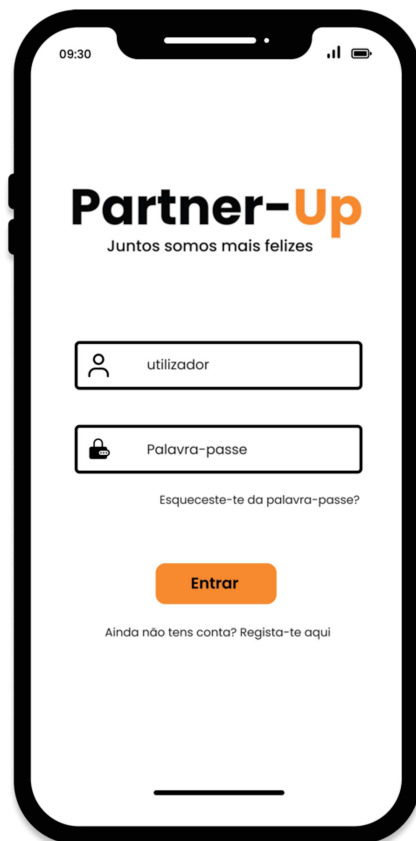 09:30
Partner-Up
Juntos somos mais felizes
utilizador
Palavra-passe
Esqueceste-te da palavra-passe?
Entrar
Ainda não tens conta? Regista-te aqui